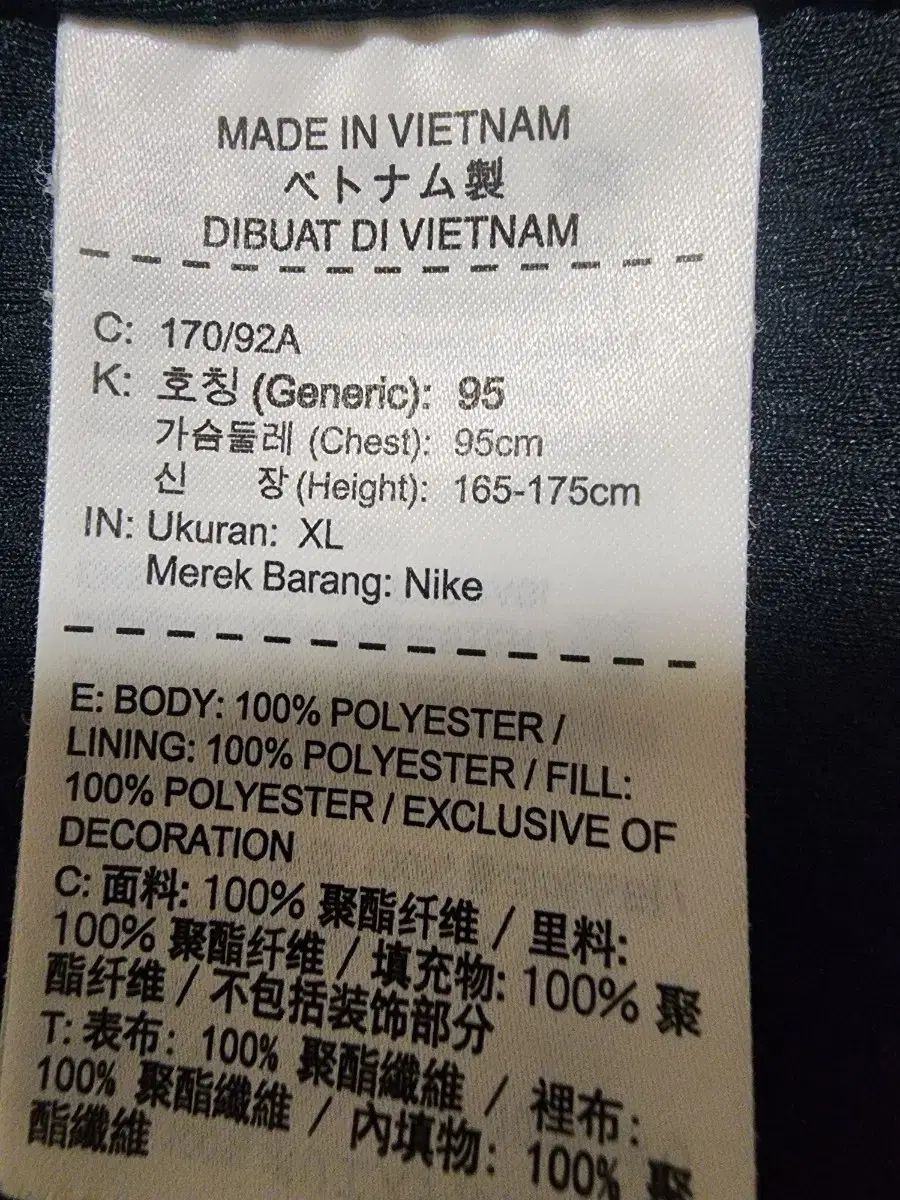 MADE IN VIETNAM
ベトナム製
DIBUAT DI VIETNAM
C: 170/92A
K: 호칭 (Generic): 95
가슴둘레 (Chest): 95cm
신 장 (Height): 165-175cm
IN: Ukuran: XL
Merek Barang: Nike
E: BODY: 100% POLYESTER /
LINING: 100% POLYESTER / FILL:
100% POLYESTER / EXCLUSIVE OF
DECORATION
C: 面料: 100% 聚酯纤维 / 里料:
100% 聚酯纤维 / 填充物: 100% 聚
酯纤维 / 不包括装饰部分
T: 表布: 100% 聚酯纖維 / 裡布:
100% 聚酯纖維 / 內填物: 100% 聚
酯纖維